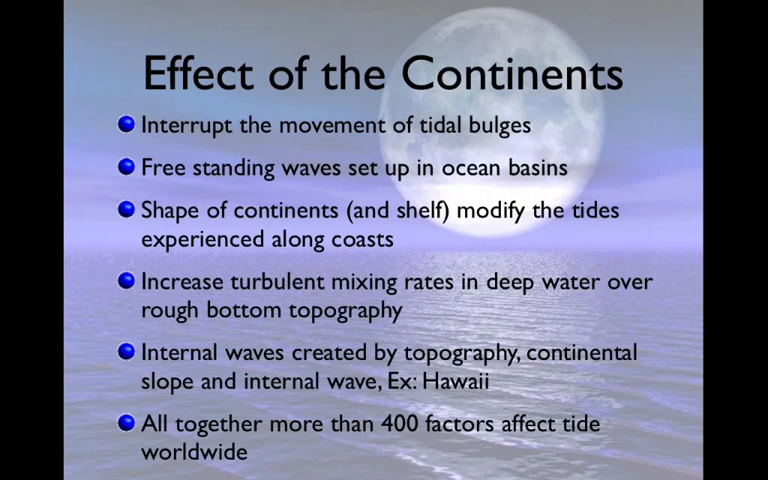 Effect of the Continents
Interrupt the movement of tidal bulges
Free standing waves set up in ocean basins
Shape of continents (and shelf) modify the tides
experienced along coasts
Increase turbulent mixing rates in deep water over
rough bottom topography
Internal waves created by topography, continental
slope and internal wave, Ex: Hawaii
All together more than 400 factors affect tide
worldwide